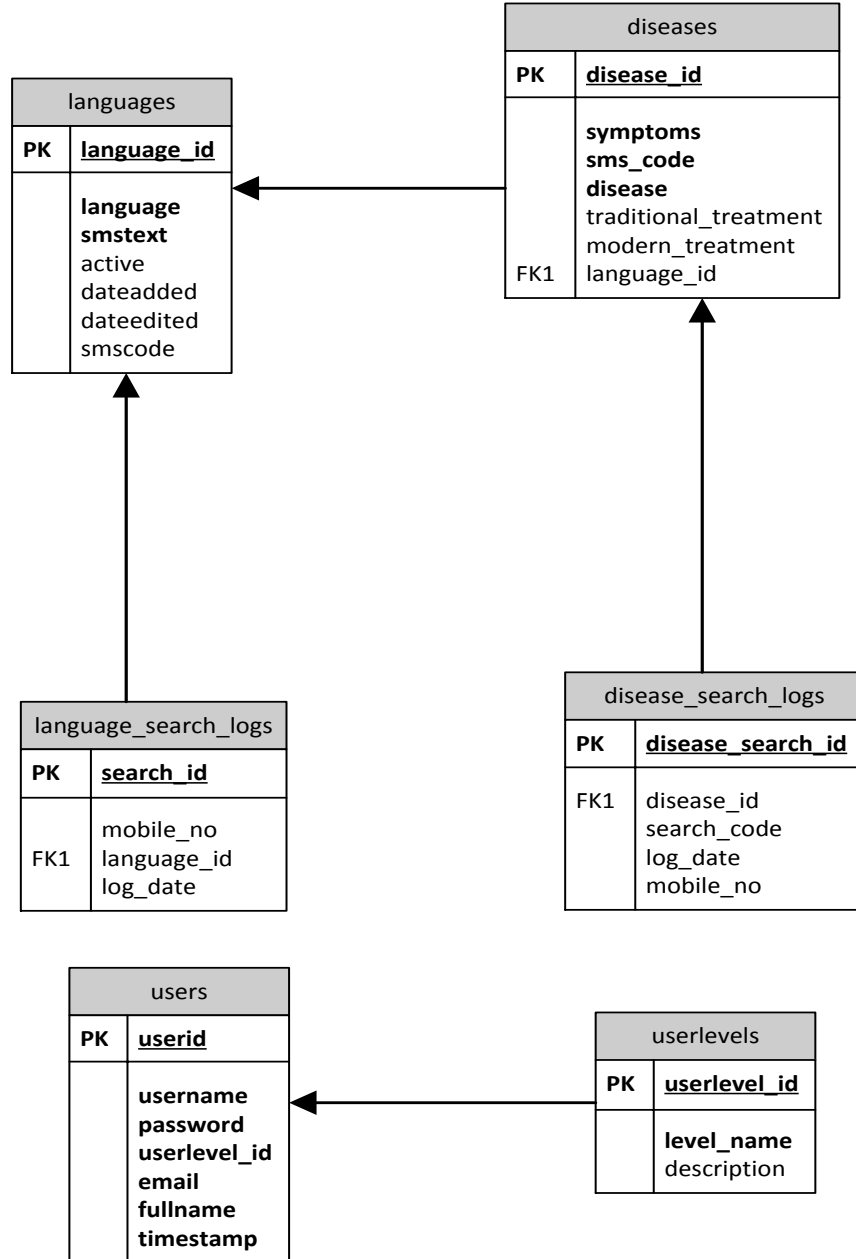 diseases
PK disease_id
symptoms
sms_code
disease
traditional_treatment
modern_treatment
FK1 language_id
languages
PK language_id
language
smstext
active
dateadded
dateedited
smscode
language_search_logs
PK search_id
mobile_no
FK1 language_id
log_date
disease_search_logs
PK disease_search_id
FK1 disease_id
search_code
log_date
mobile_no
users
PK userid
username
password
userlevel_id
email
fullname
timestamp
userlevels
PK userlevel_id
level_name
description